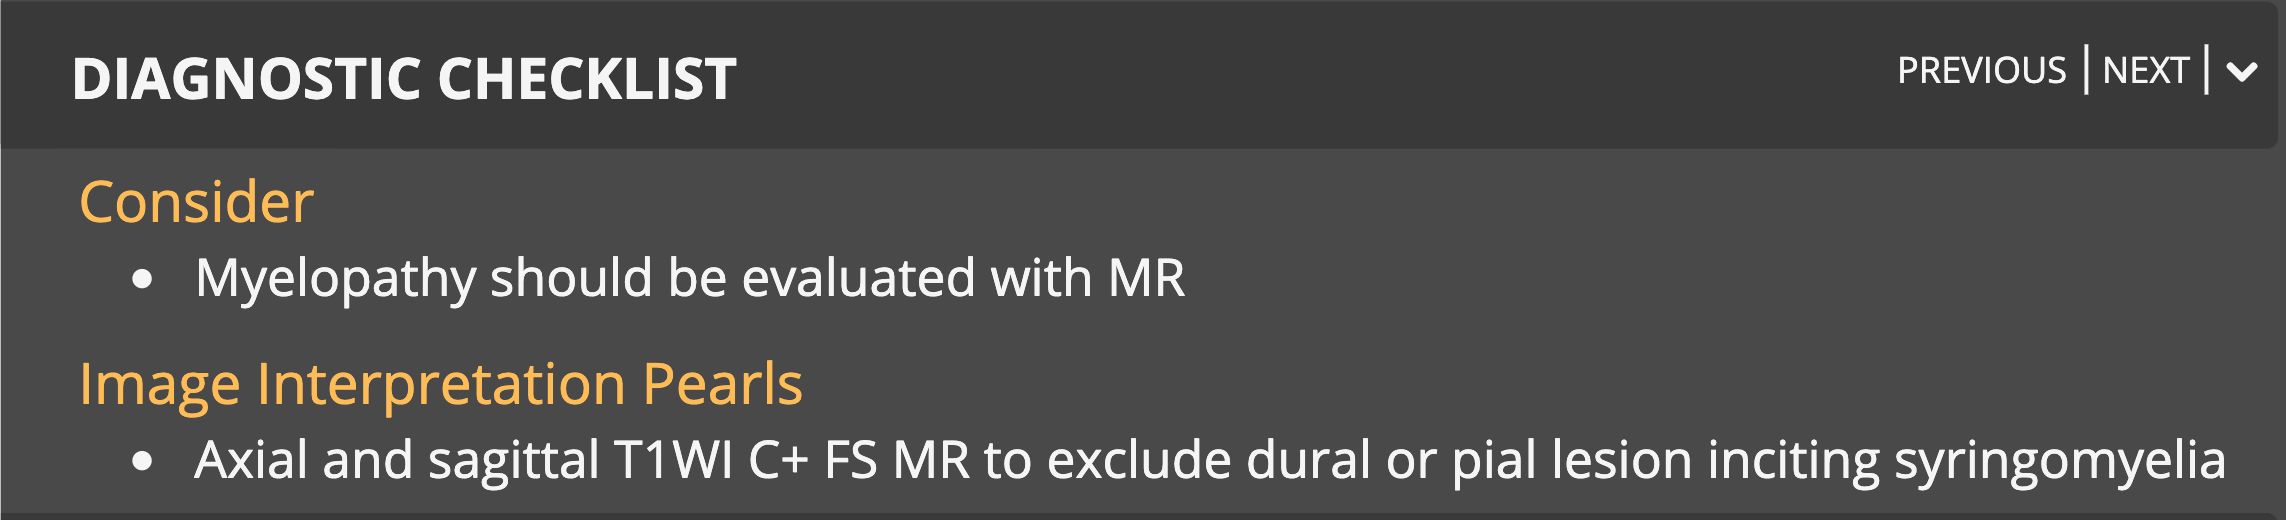 DIAGNOSTIC CHECKLIST
PREVIOUS | NEXT |
Consider
• Myelopathy should be evaluated with MR
Image Interpretation Pearls
• Axial and sagittal T1WI C+ FS MR to exclude dural or pial lesion inciting syringomyelia